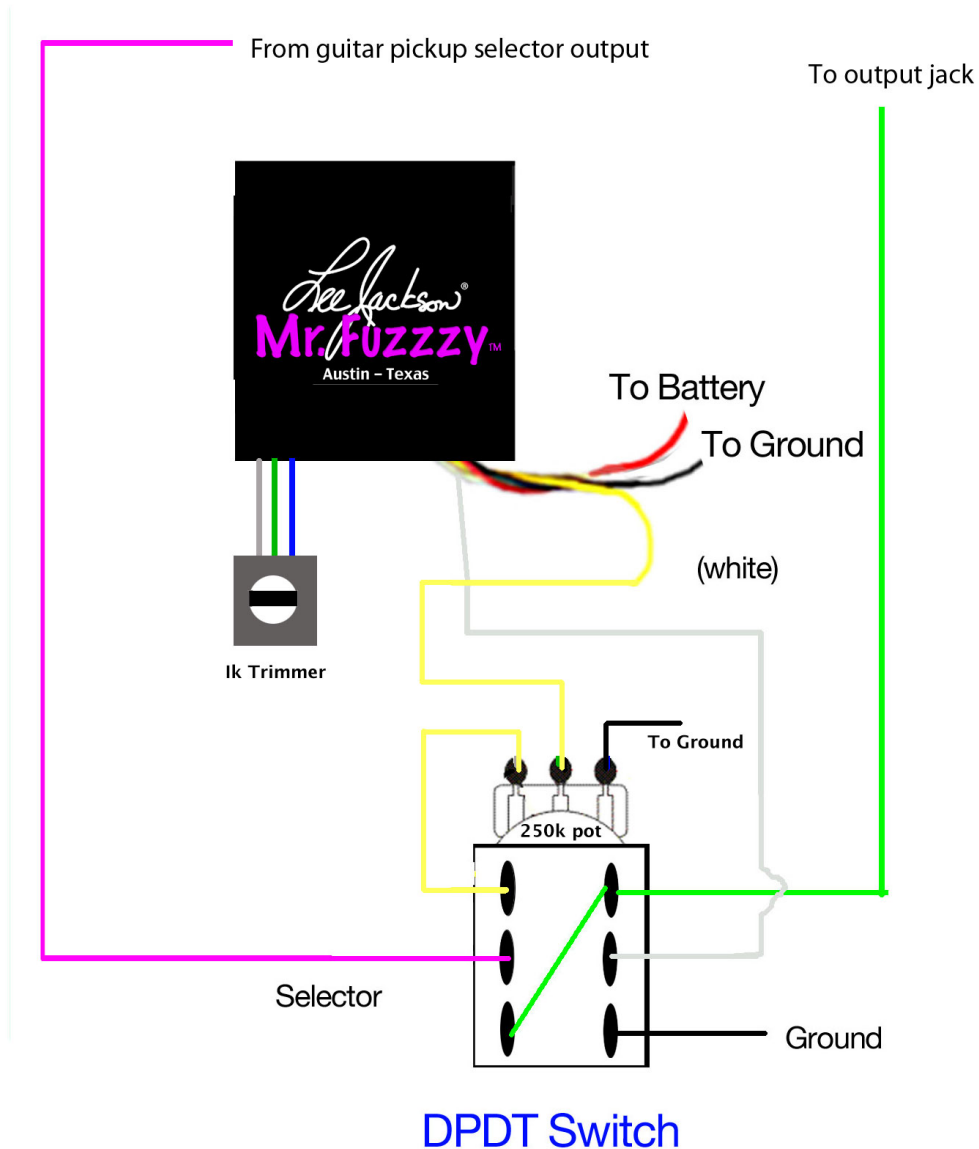 From guitar pickup selector output
To output jack
Lee Jackson®
Mr. Fuzzzy™
Austin – Texas
To Battery
To Ground
(white)
1k Trimmer
To Ground
250k pot
Selector
Ground
DPDT Switch